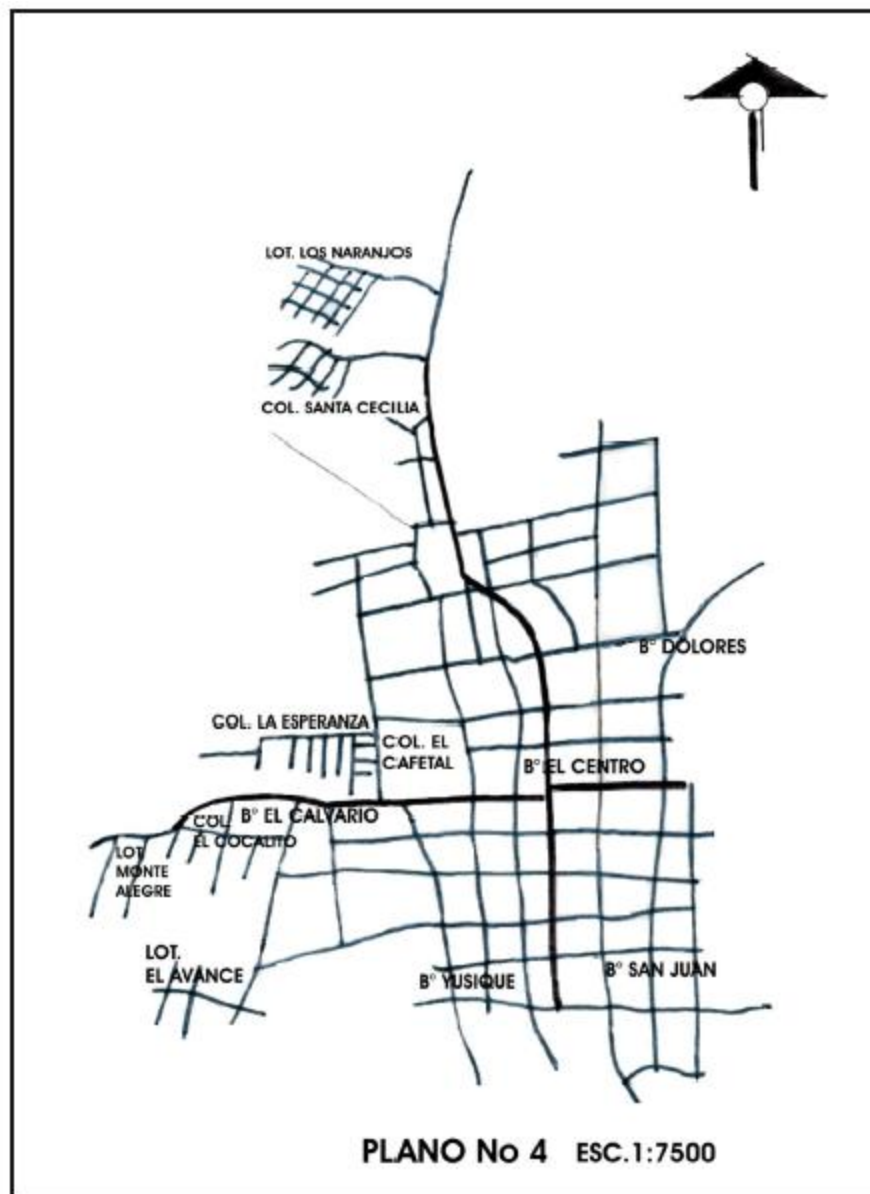 LOT. LOS NARANJOS
COL. SANTA CECILIA
B° DOLORES
COL. LA ESPERANZA
COL. EL
CAFETAL
B° EL CENTRO
B° EL CALVARIO
COL.
EL COCALITO
LOT.
MONTE
ALEGRE
LOT.
EL AVANCE
B° YUSIQUE
B° SAN JUAN
PLANO No 4 ESC.1:7500